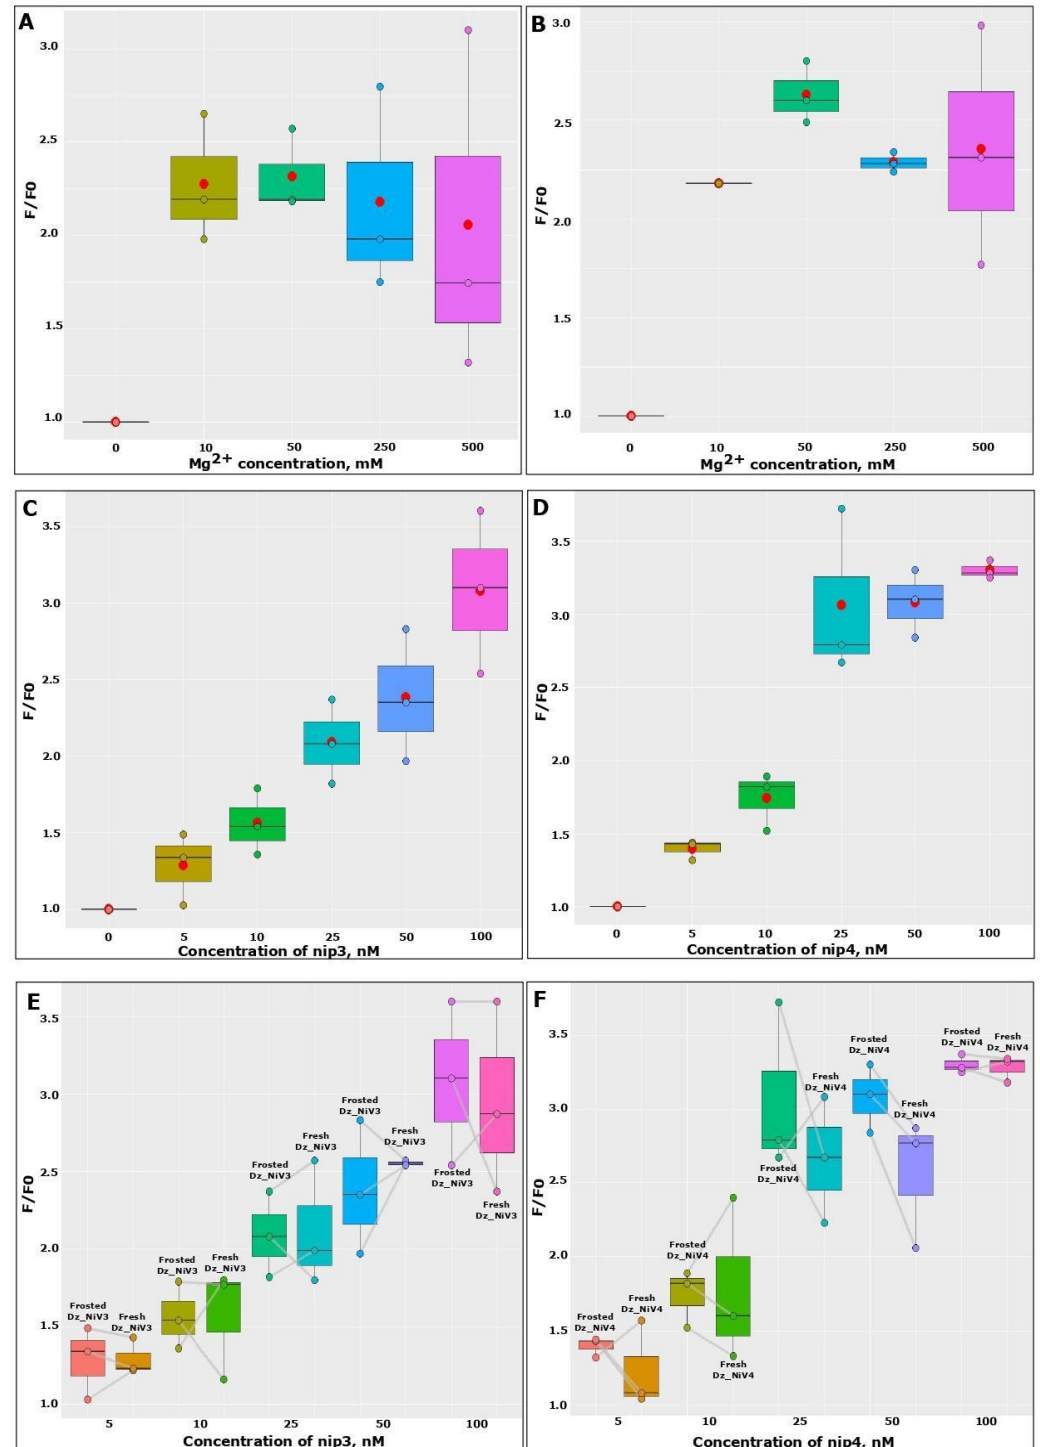 A
3.0
2.5
2.0
1.5
1.0
F/F0
0 10 50 250 500
Mg2+ concentration, mM
B
3.0
2.5
2.0
1.5
1.0
F/F0
0 10 50 250 500
Mg2+ concentration, mM
C
3.5
3.0
2.5
2.0
1.5
1.0
F/F0
0 5 10 25 50 100
Concentration of nip3, nM
D
3.5
3.0
2.5
2.0
1.5
1.0
F/F0
0 5 10 25 50 100
Concentration of nip4, nM
E
3.5
3.0
2.5
2.0
1.5
1.0
F/F0
Frosted
Dz_NiV3
Fresh
Dz_NiV3
Frosted
Dz_NiV3
Fresh
Dz_NiV3
Frosted
Dz_NiV3
Fresh
Dz_NiV3
Frosted
Dz_NiV3
Fresh
Dz_NiV3
Frosted
Dz_NiV3
Fresh
Dz_NiV3
5 10 25 50 100
Concentration of nip3, nM
F
3.5
3.0
2.5
2.0
1.5
1.0
F/F0
Frosted
Dz_NiV4
Fresh
Dz_NiV4
Frosted
Dz_NiV4
Fresh
Dz_NiV4
Frosted
Dz_NiV4
Fresh
Dz_NiV4
Frosted
Dz_NiV4
Fresh
Dz_NiV4
Frosted
Dz_NiV4
Fresh
Dz_NiV4
5 10 25 50 100
Concentration of nip4, nM